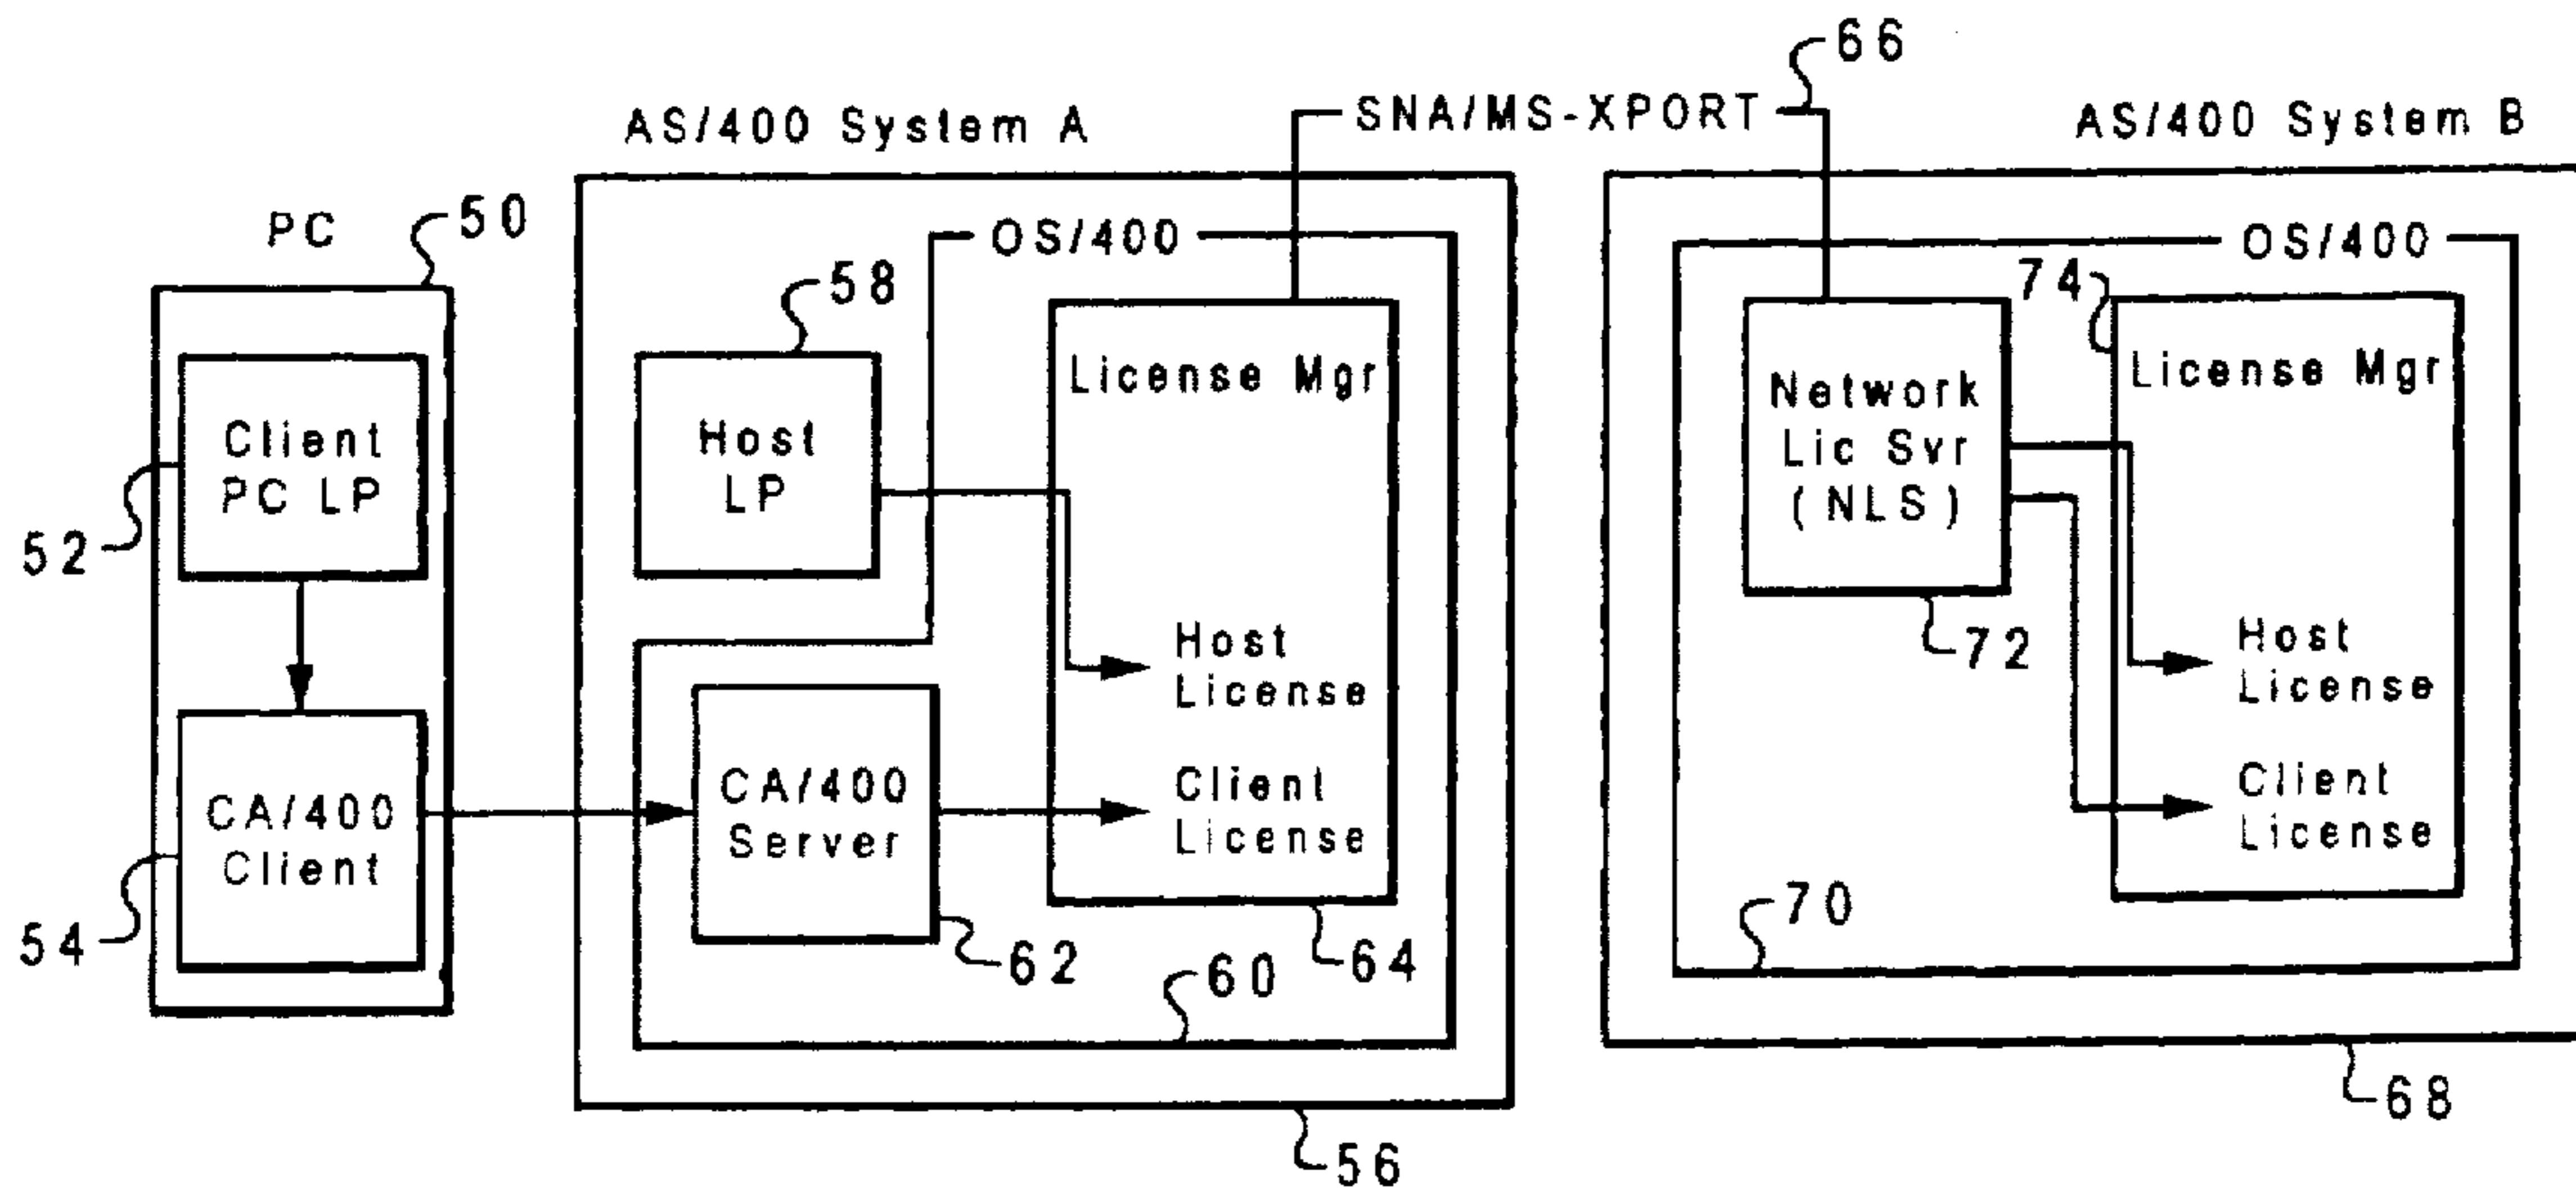 66
SNA/MS-XPORT
AS/400 System A
AS/400 System B
PC
50
OS/400
OS/400
58
74
License Mgr
License Mgr
Client
PC LP
Host
LP
Network
Lic Svr
(NLS)
52
Host
License
72
Host
License
CA/400
Client
CA/400
Server
Client
License
Client
License
54
62
60
64
70
56
68